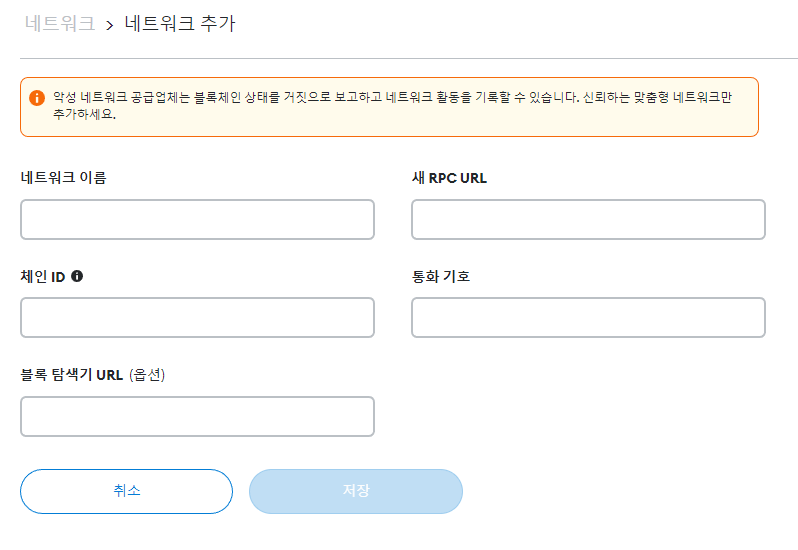 네트워크 > 네트워크 추가
악성 네트워크 공급업체는 블록체인 상태를 거짓으로 보고하고 네트워크 활동을 기록할 수 있습니다. 신뢰하는 맞춤형 네트워크만
추가하세요.
네트워크 이름
새 RPC URL
체인 ID
통화 기호
블록 탐색기 URL (옵션)
취소
저장